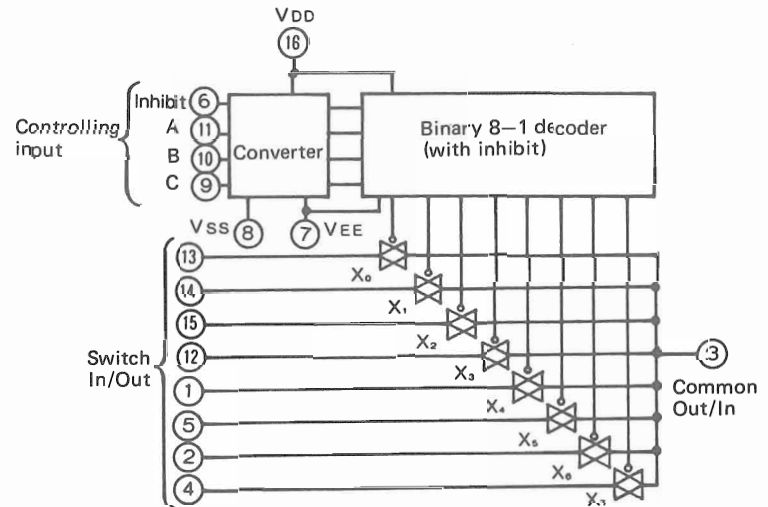 VDD
16
Inhibit 6
A 11
B 10
C 9
Controlling
input
Converter
Binary 8–1 decoder
(with inhibit)
VSS 8
7 VEE
13
X₀
14
X₁
15
X₂
12
X₃
1
X₄
5
X₅
2
X₆
4
Switch
In/Out
3
Common
Out/In